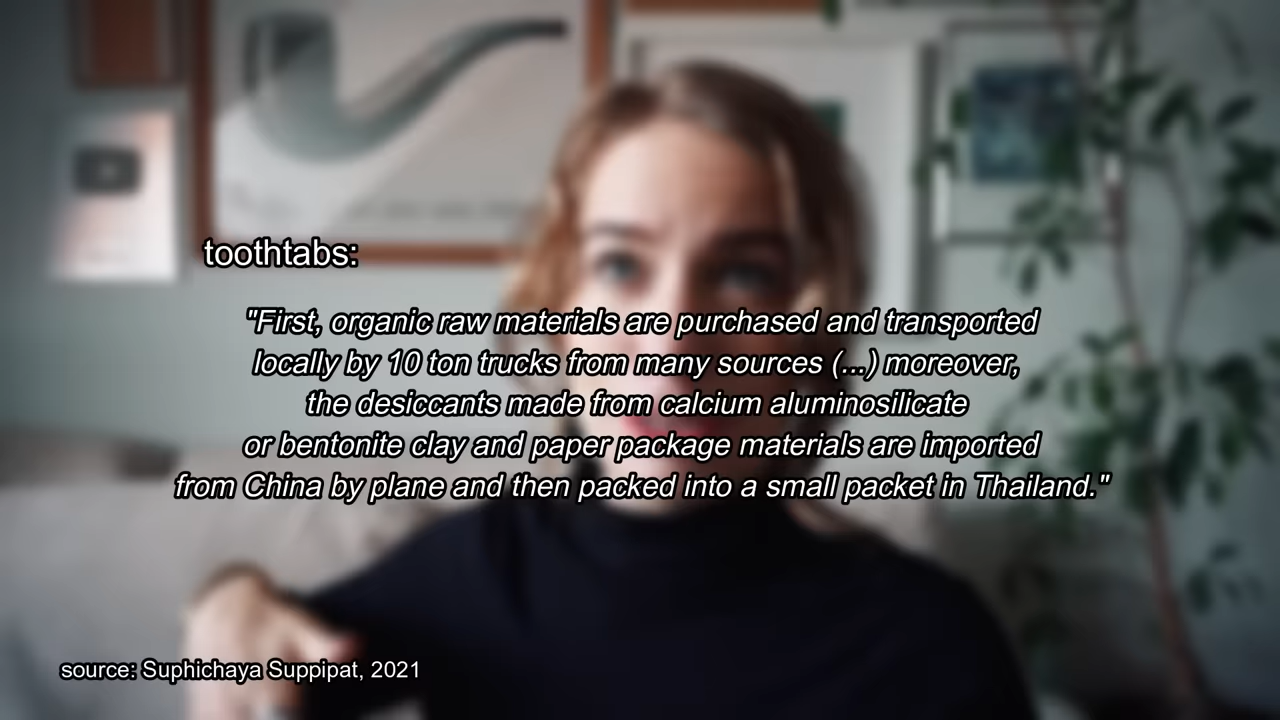 toothtabs:
"First, organic raw materials are purchased and transported
locally by 10 ton trucks from many sources (...) moreover,
the desiccants made from calcium aluminosilicate
or bentonite clay and paper package materials are imported
from China by plane and then packed into a small packet in Thailand."
source: Suphichaya Suppipat, 2021